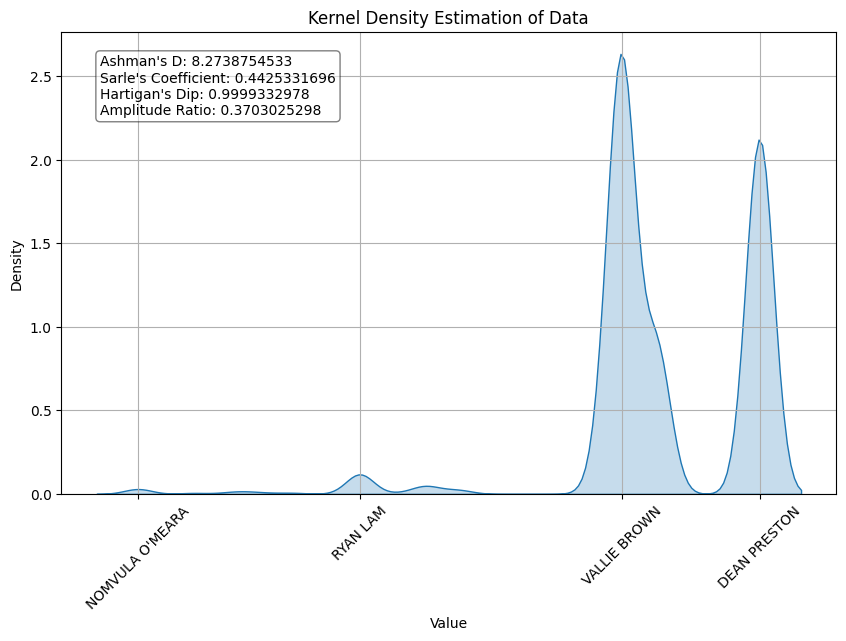 Kernel Density Estimation of Data
Ashman's D: 8.2738754533
Sarle's Coefficient: 0.4425331696
Hartigan's Dip: 0.9999332978
Amplitude Ratio: 0.3703025298
Density
2.5
2.0
1.5
1.0
0.5
0.0
NOMVULA O'MEARA
RYAN LAM
VALLIE BROWN
DEAN PRESTON
Value